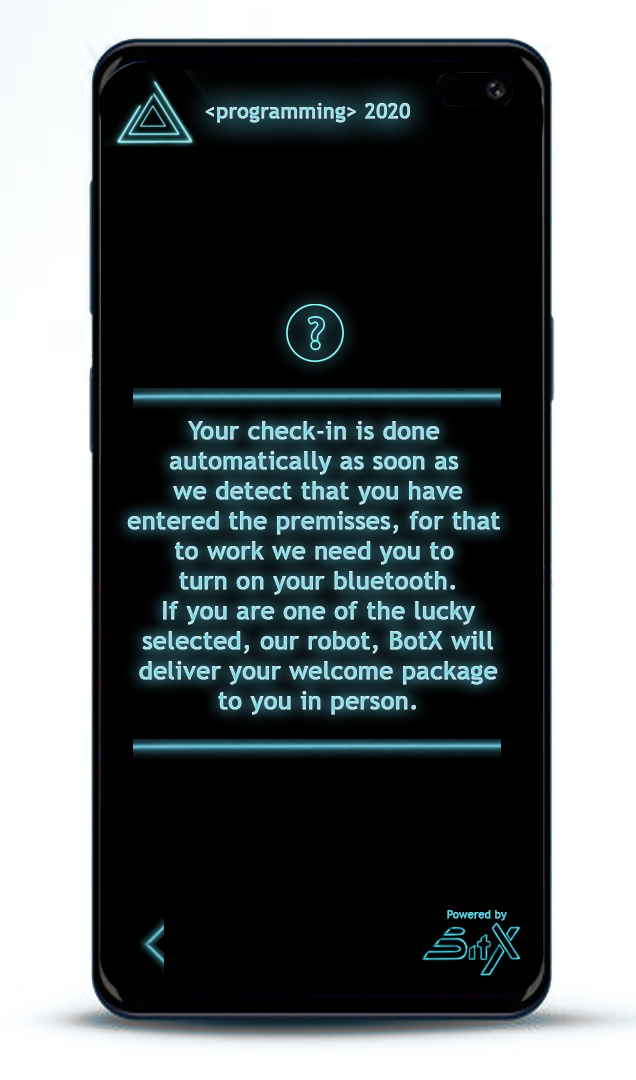 <programming> 2020
?
Your check-in is done
automatically as soon as
we detect that you have
entered the premisses, for that
to work we need you to
turn on your bluetooth.
If you are one of the lucky
selected, our robot, BotX will
deliver your welcome package
to you in person.
Powered by
BitX